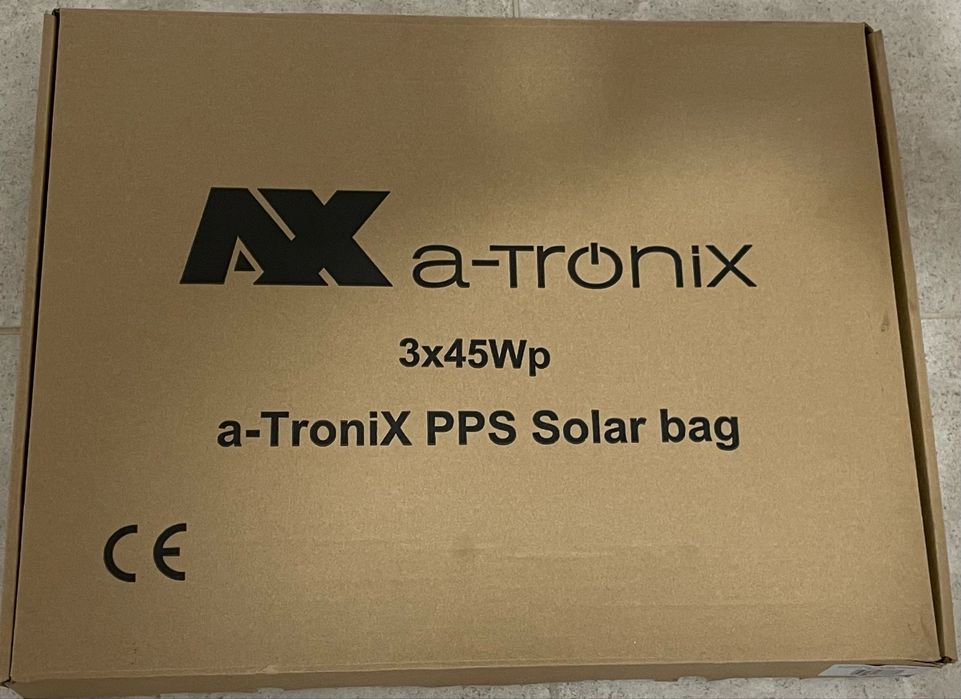 AX a-TroniX
3x45Wp
a-TroniX PPS Solar bag
CE